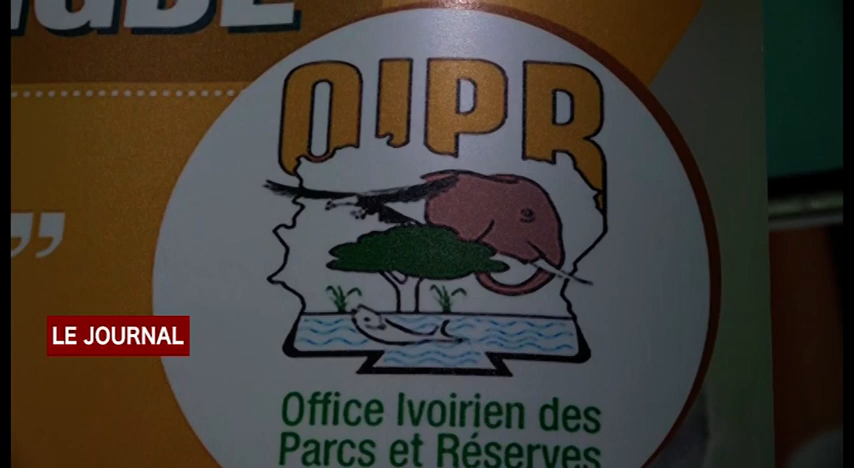 OIPR
”
LE JOURNAL
Office Ivoirien des
Parcs et Réserves